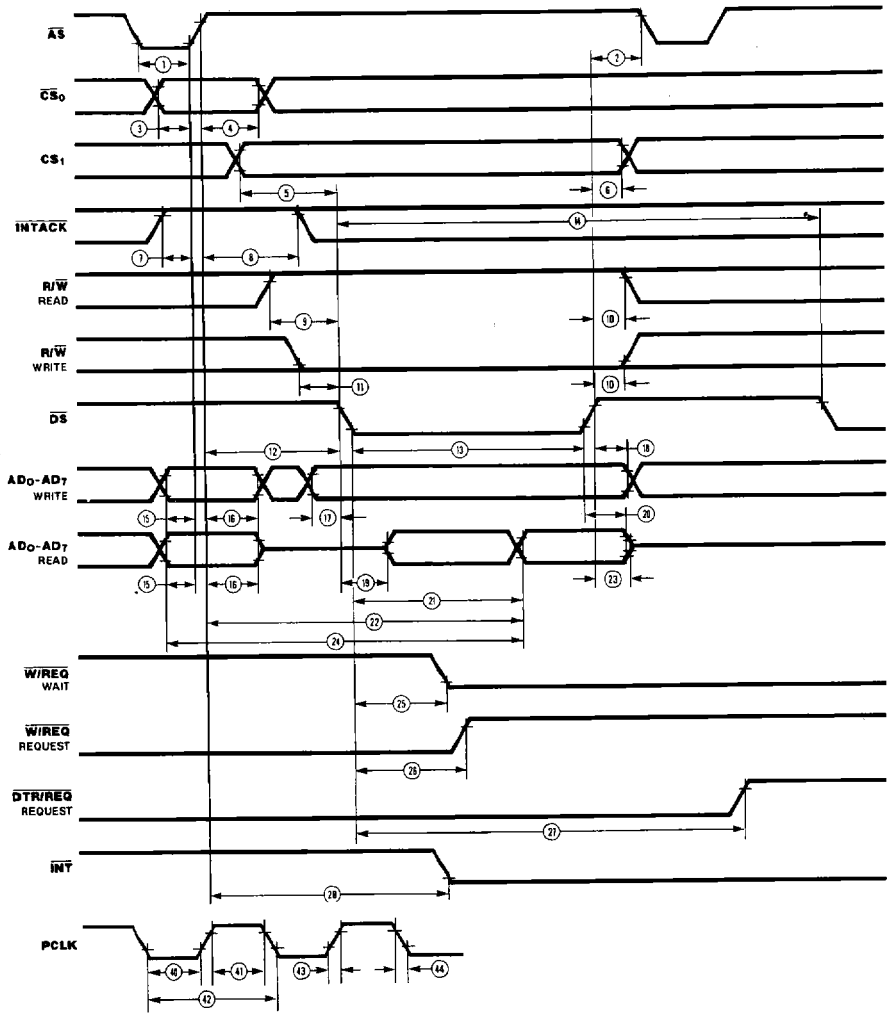 AS
1
2
CS0
3
4
CS1
5
6
INTACK
14
7
8
R/W
READ
9
10
R/W
WRITE
11
10
DS
12
13
18
AD0-AD7
WRITE
15
16
17
20
AD0-AD7
READ
15
16
19
23
21
22
24
W/REQ
WAIT
25
W/REQ
REQUEST
26
DTR/REQ
REQUEST
27
INT
28
PCLK
40
41
43
44
42